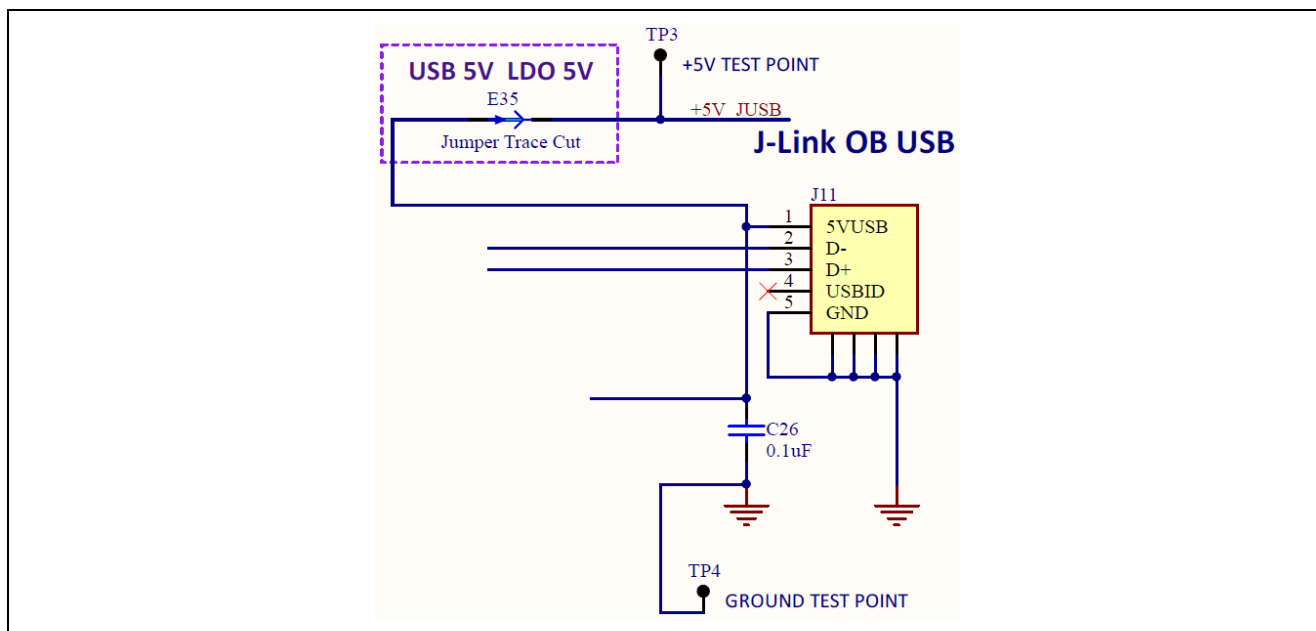 TP3
+5V TEST POINT
USB 5V LDO 5V
E35
+5V_JUSB
Jumper Trace Cut
J-Link OB USB
J11
1 5VUSB
2 D-
3 D+
4 USBID
5 GND
C26
0.1uF
TP4
GROUND TEST POINT